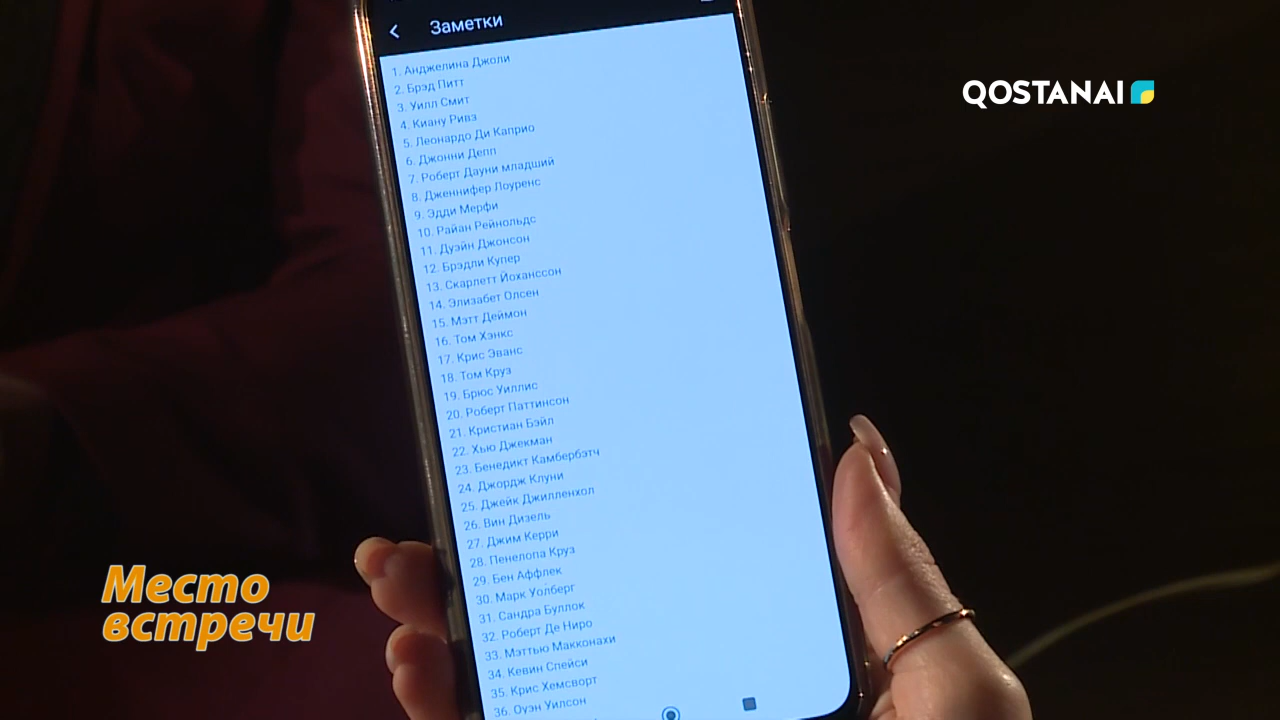 Заметки
1. Анджелина Джоли
2. Брэд Питт
3. Уилл Смит
4. Киану Ривз
5. Леонардо Ди Каприо
6. Джонни Депп
7. Роберт Дауни младший
8. Дженнифер Лоуренс
9. Эдди Мерфи
10. Райан Рейнольдс
11. Дуэйн Джонсон
12. Брэдли Купер
13. Скарлетт Йоханссон
14. Элизабет Олсен
15. Мэтт Деймон
16. Том Хэнкс
17. Крис Эванс
18. Том Круз
19. Брюс Уиллис
20. Роберт Паттинсон
21. Кристиан Бэйл
22. Хью Джекман
23. Бенедикт Камбербэтч
24. Джордж Клуни
25. Джейк Джилленхол
26. Вин Дизель
27. Джим Керри
28. Пенелопа Круз
29. Бен Аффлек
30. Марк Уолберг
31. Сандра Буллок
32. Роберт Де Ниро
33. Мэттью Макконахи
34. Кевин Спейси
35. Крис Хемсворт
36. Оуэн Уилсон
QOSTANAI
Место
встречи